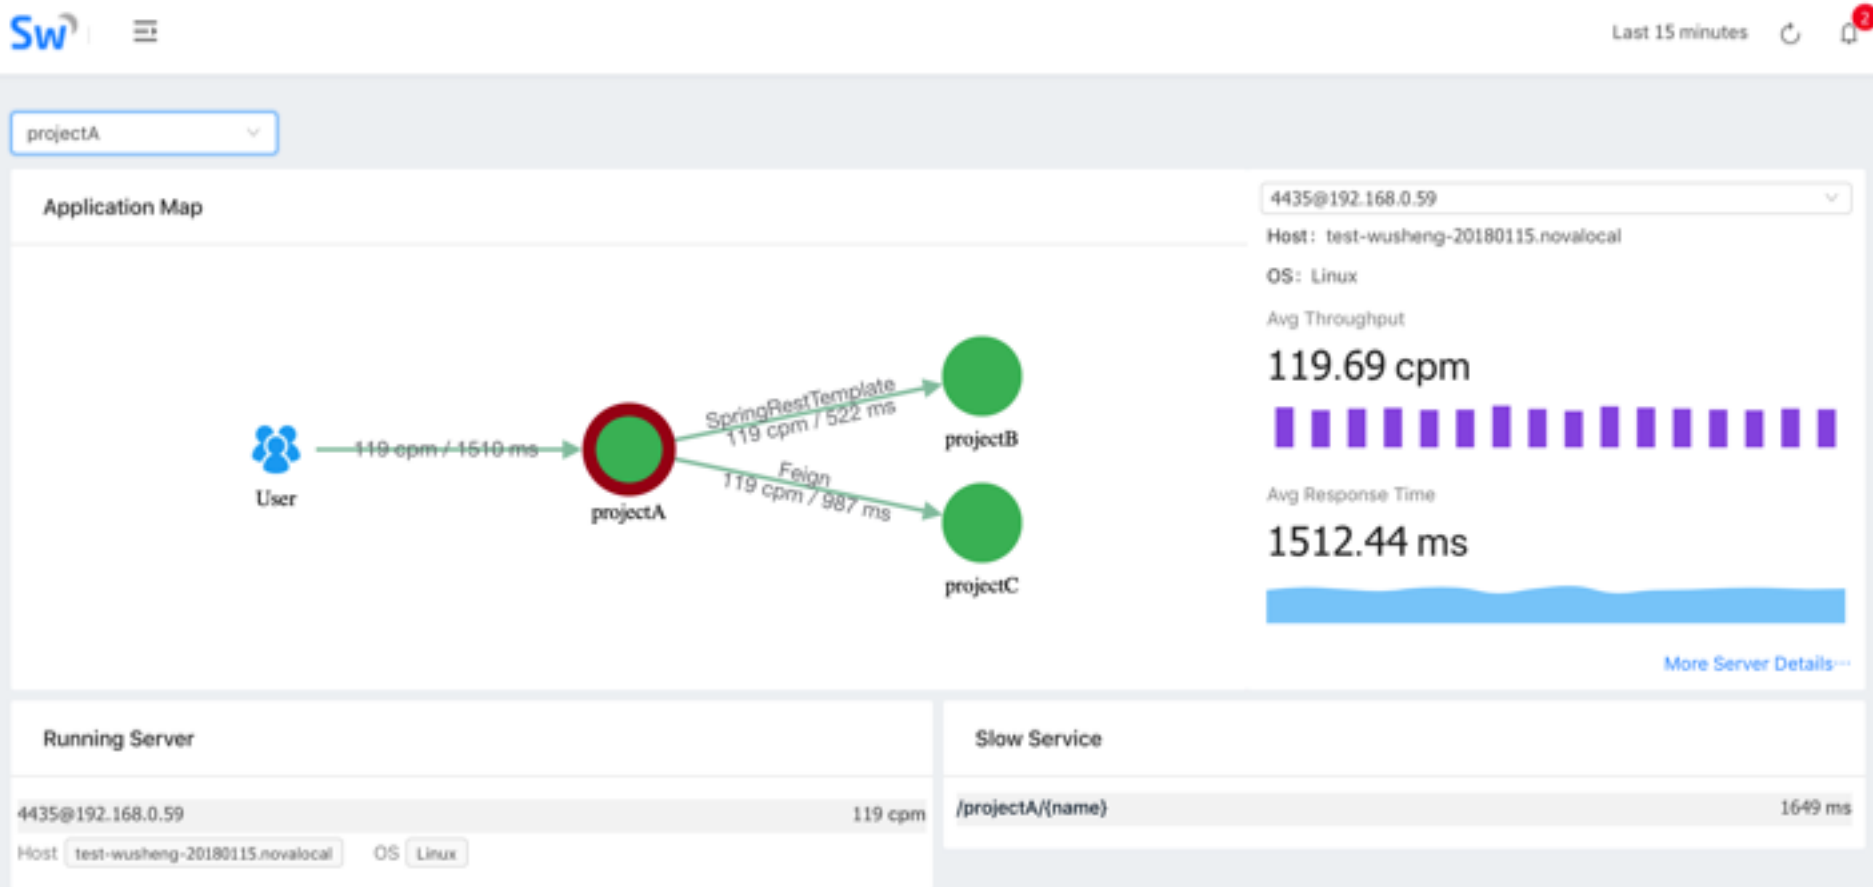 Sw
Last 15 minutes
2
projectA
Application Map
4435@192.168.0.59
Host: test-wusheng-20180115.novalocal
OS: Linux
Avg Throughput
119.69 cpm
SpringRestTemplate
119 cpm / 522 ms
projectB
119 cpm / 1510 ms
User
projectA
Feign
119 cpm / 987 ms
projectC
Avg Response Time
1512.44 ms
More Server Details···
Running Server
4435@192.168.0.59 119 cpm
Host test-wusheng-20180115.novalocal OS Linux
Slow Service
/projectA/{name} 1649 ms